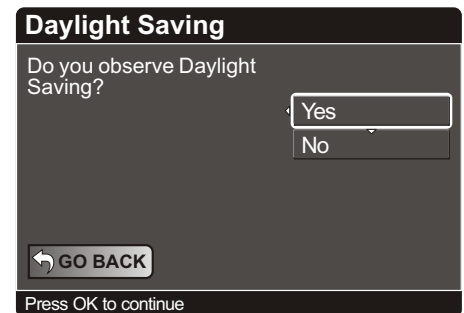 Daylight Saving
Do you observe Daylight
Saving?
Yes
No
GO BACK
Press OK to continue